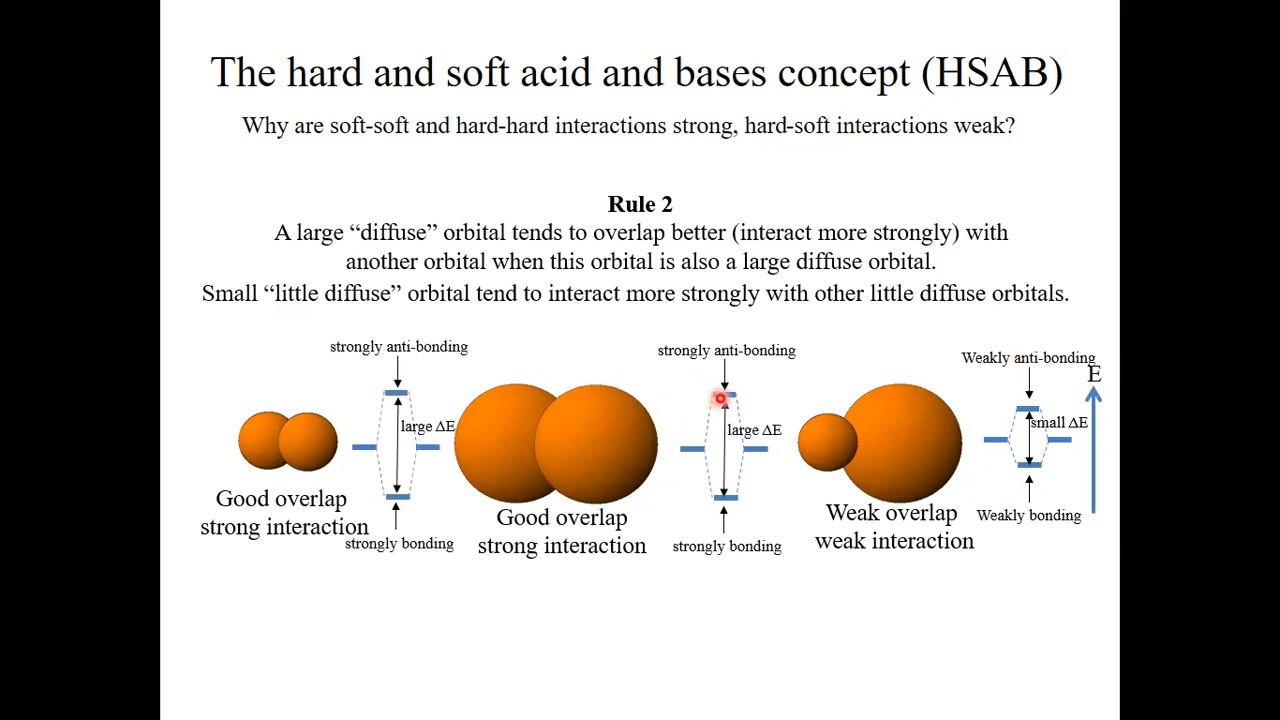 The hard and soft acid and bases concept (HSAB)
Why are soft-soft and hard-hard interactions strong, hard-soft interactions weak?
Rule 2
A large “diffuse” orbital tends to overlap better (interact more strongly) with
another orbital when this orbital is also a large diffuse orbital.
Small “little diffuse” orbital tend to interact more strongly with other little diffuse orbitals.
strongly anti-bonding
large ΔE
Good overlap
strong interaction
strongly bonding
strongly anti-bonding
large ΔE
Good overlap
strong interaction
strongly bonding
Weakly anti-bonding
E
small ΔE
Weak overlap
weak interaction
Weakly bonding